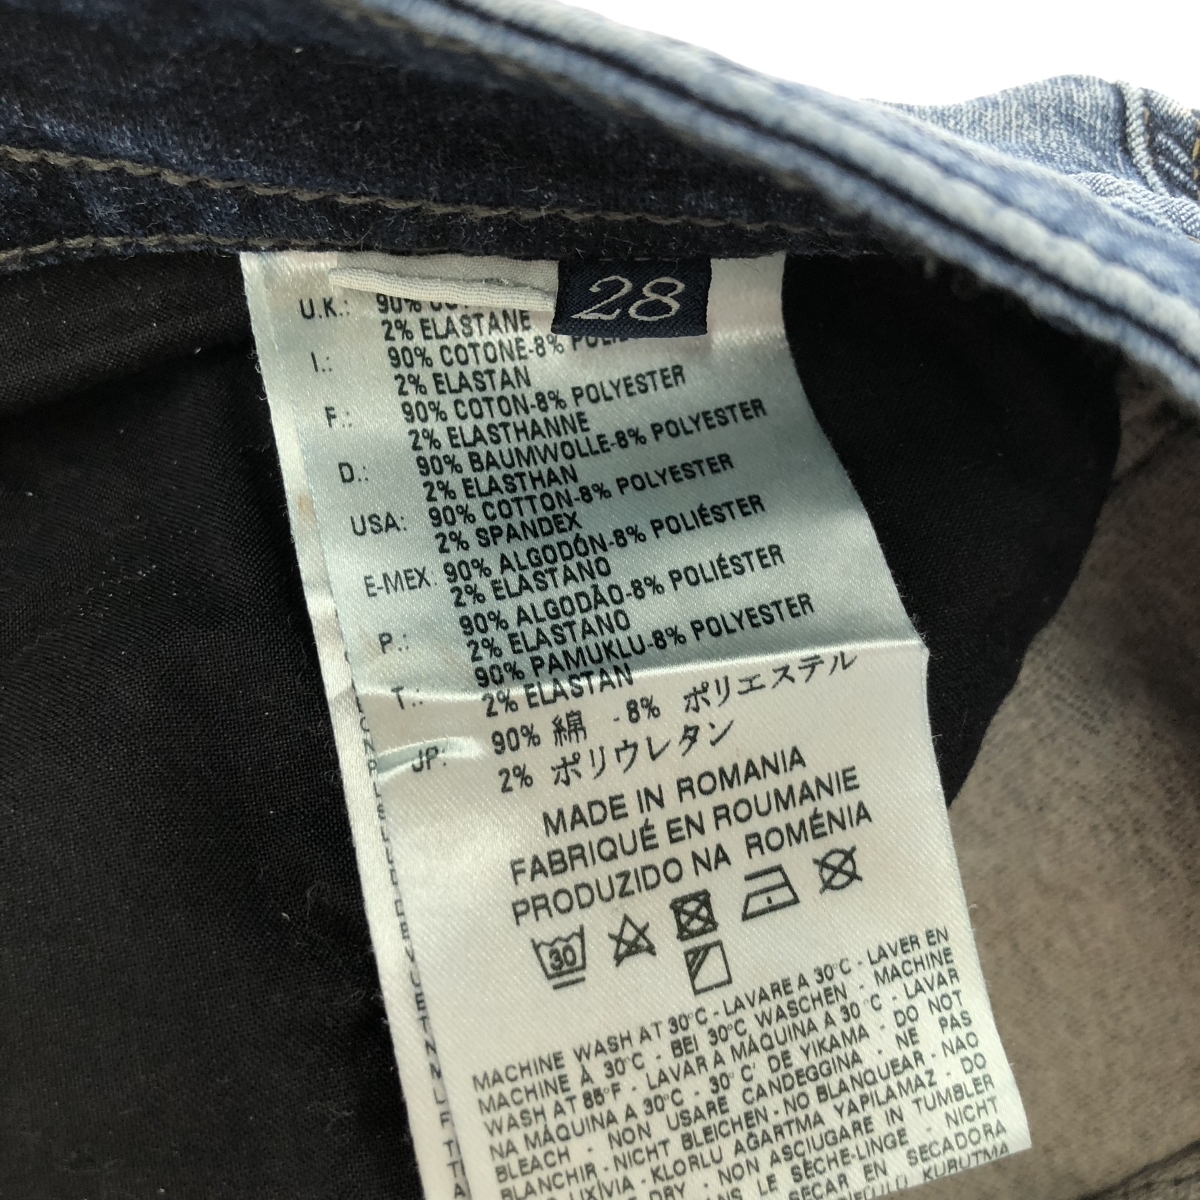 28
U.K.: 90%
2% ELASTANE
I.: 90% COTONE-8%
2% ELASTAN
F.: 90% COTON-8% POLYESTER
2% ELASTHANNE
D.: 90% BAUMWOLLE-8% POLYESTER
2% ELASTHAN
USA: 90% COTTON-8% POLYESTER
2% SPANDEX
E-MEX. 90% ALGODÓN-8% POLIÉSTER
2% ELASTANO
P.: 90% ALGODÃO-8% POLIÉSTER
2% ELASTANO
T.: 90% PAMUKLU-8% POLYESTER
2% ELASTAN
JP: 90% 綿 -8% ポリエステル
2% ポリウレタン
MADE IN ROMANIA
FABRIQUÉ EN ROUMANIE
PRODUZIDO NA ROMÉNIA
30
MACHINE WASH AT 30°C - LAVARE A 30°C - LAVER EN
MACHINE À 30°C - BEI 30°C WASCHEN - MACHINE
WASH AT 85°F - LAVAR A MÁQUINA A 30°C - LAVAR
NA MÁQUINA A 30°C - 30°C' DE YIKAMA - DO NOT
BLEACH - NON USARE CANDEGGINA - NE PAS
BLANCHIR - NICHT BLEICHEN - NO BLANQUEAR - NAO
LIXÍVIA - KLORLU AĞARTMA YAPILAMAZ - DO
DRY - NON ASCIUGARE IN TUMBLER
LE SÈCHE-LINGE - NICHT
SECAR EN SECADORA
KURUTMA